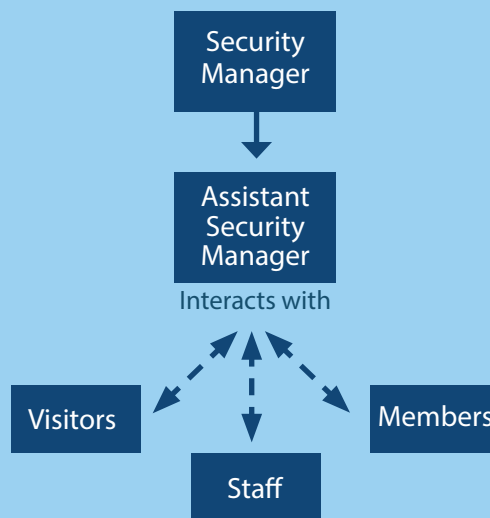 Security
Manager
Assistant
Security
Manager
Interacts with
Visitors
Members
Staff